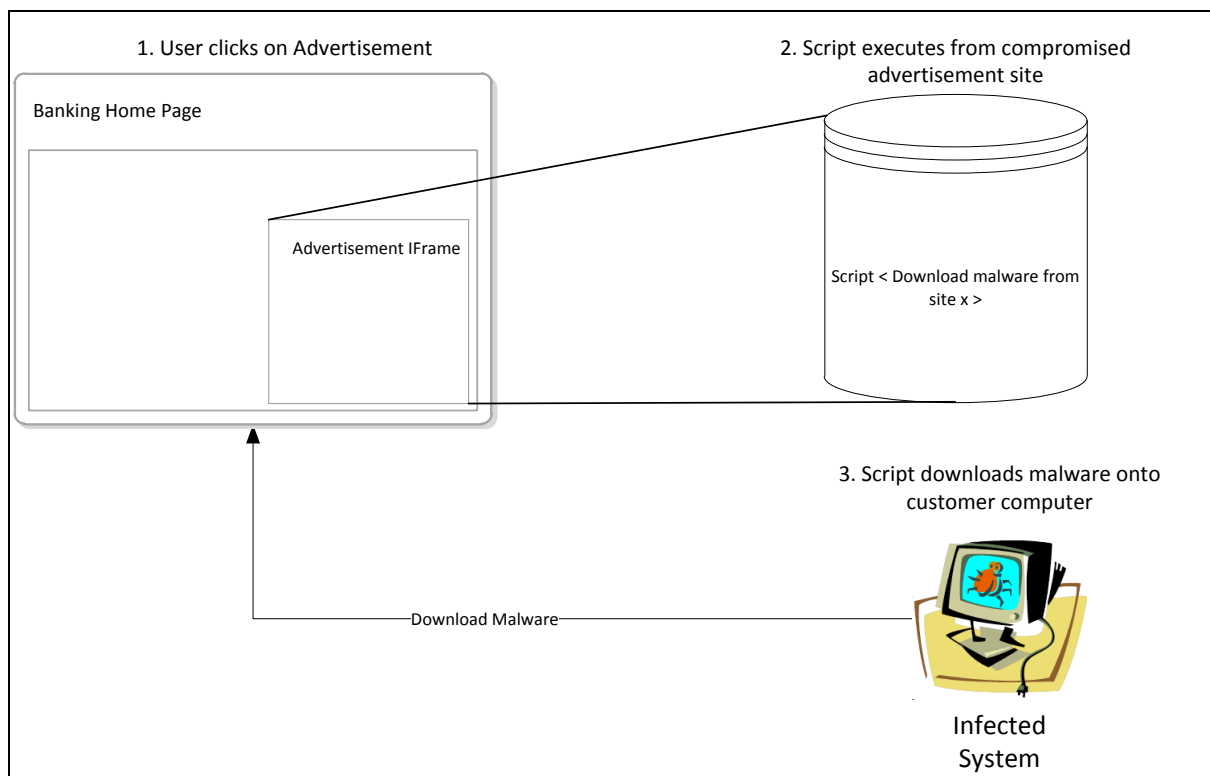 1. User clicks on Advertisement
2. Script executes from compromised
advertisement site
Banking Home Page
Advertisement IFrame
Script < Download malware from
site x >
3. Script downloads malware onto
customer computer
Download Malware
Infected
System